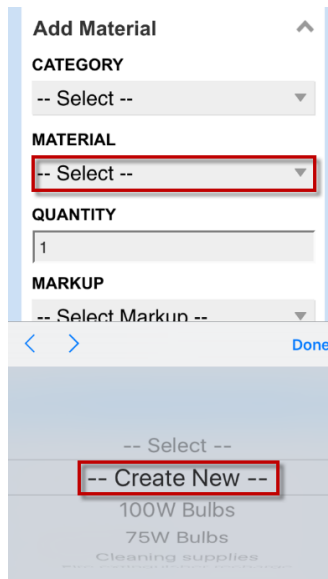 Add Material
CATEGORY
-- Select --
MATERIAL
-- Select --
QUANTITY
1
MARKUP
-- Select Markup --
Done
-- Select --
-- Create New --
100W Bulbs
75W Bulbs
Cleaning supplies